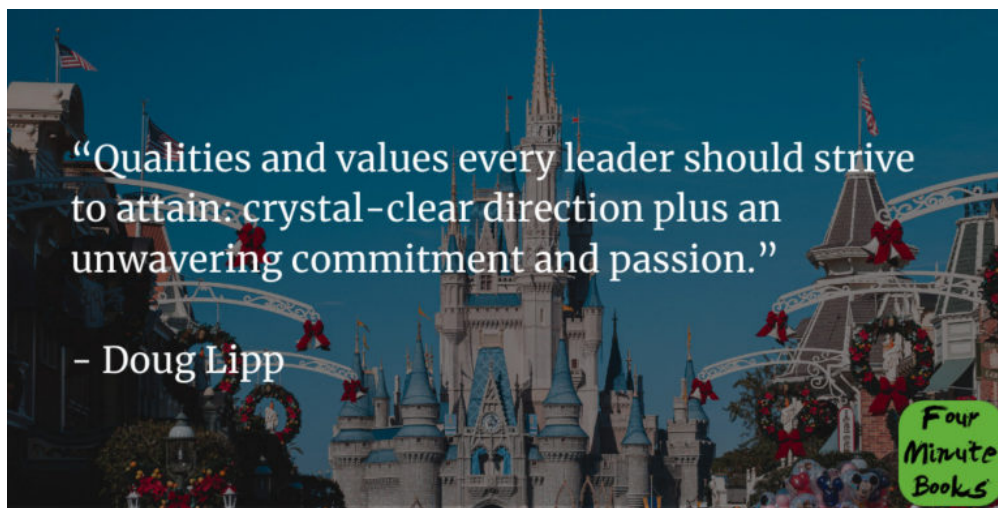 “Qualities and values every leader should strive
to attain: crystal-clear direction plus an
unwavering commitment and passion.”
– Doug Lipp
Four
Minute
Books